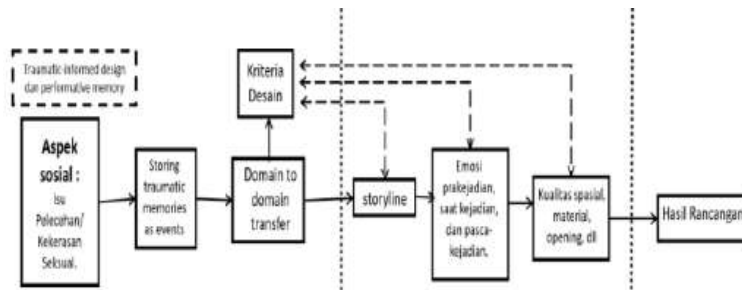 Traumatic-informed design
dan performative memory
Aspek
sosial :
Isu
Pelecehan/
Kekerasan
Seksual.
Storing
traumatic
memories
as events
Kriteria
Desain
Domain to
domain
transfer
storyline
Emosi
prakejadian,
saat kejadian,
dan pasca-
kejadian.
Kualitas spasial,
material,
opening, dll
Hasil Rancangan